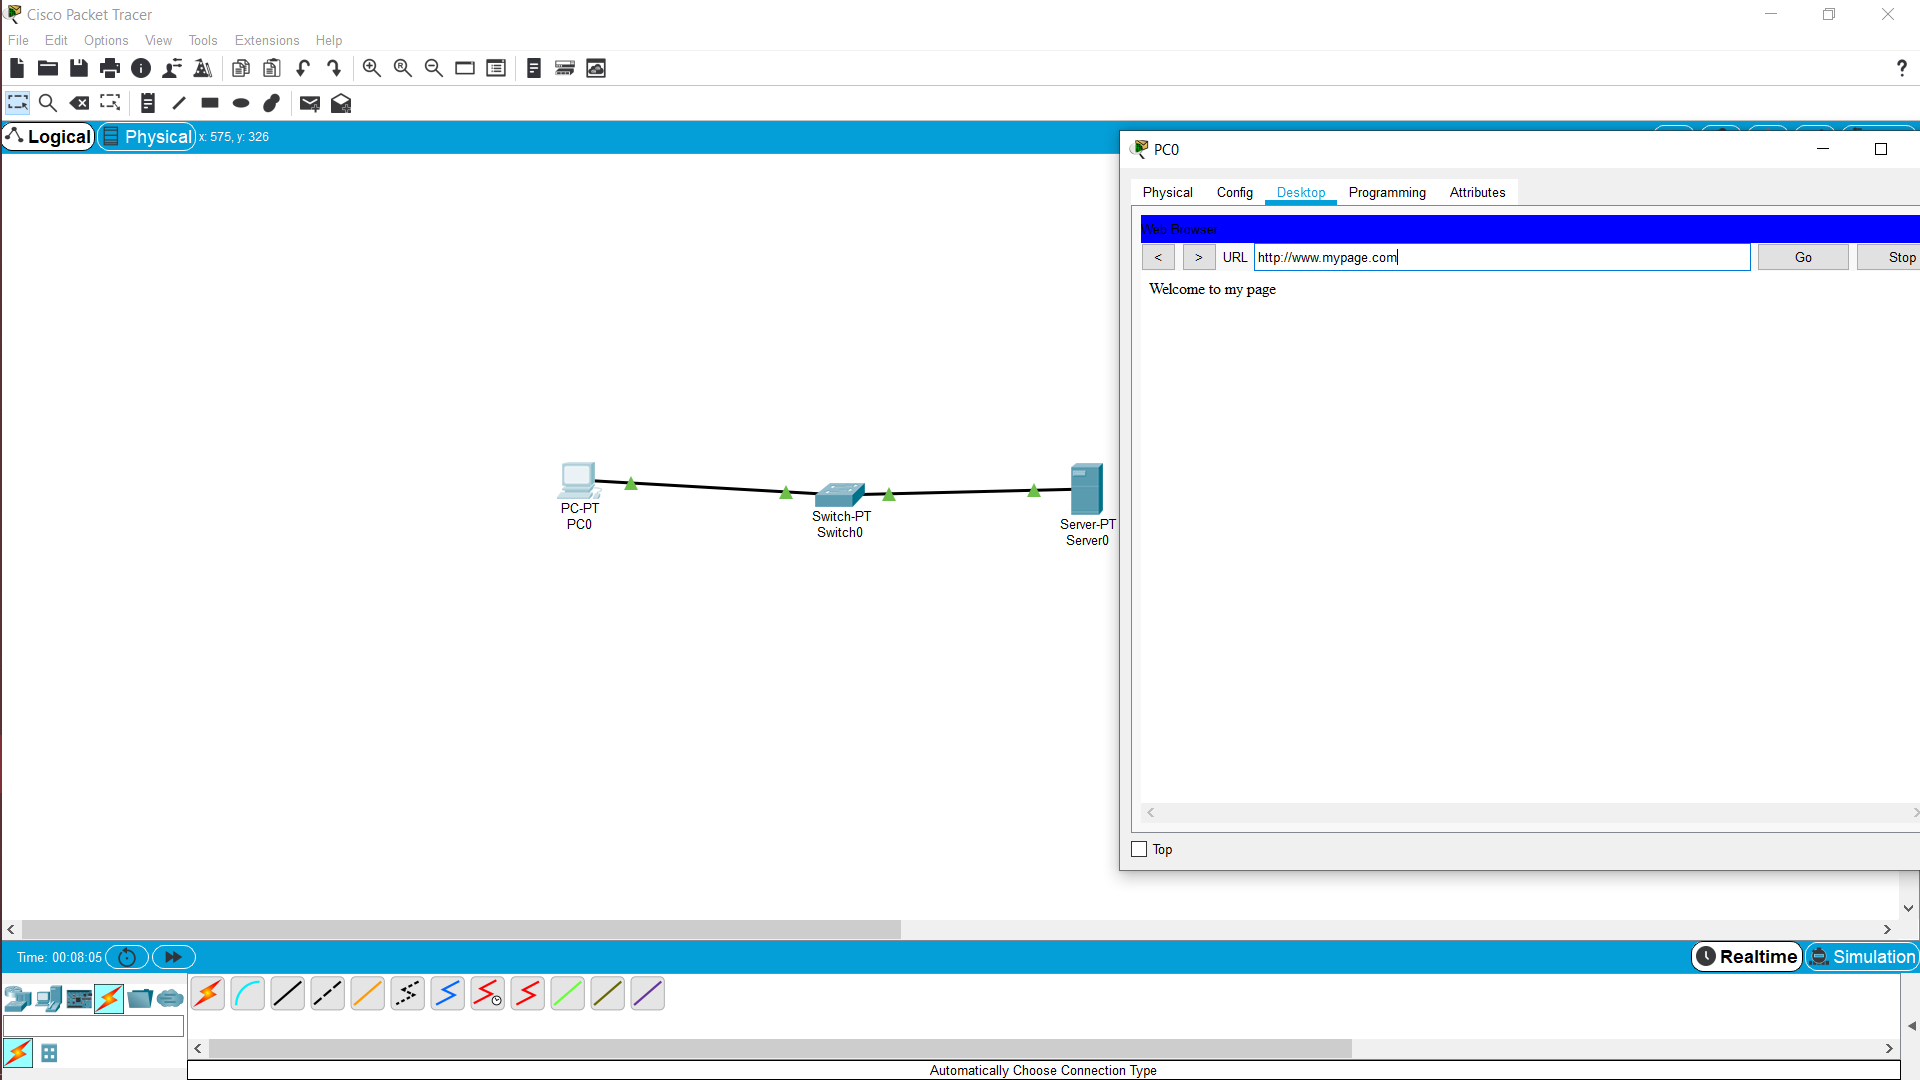 Cisco Packet Tracer
File Edit Options View Tools Extensions Help
?
Logical Physical x: 575, y: 326
PC0
Physical Config Desktop Programming Attributes
Web Browser
< > URL http://www.mypage.com Go Stop
Welcome to my page
PC-PT
PC0
Switch-PT
Switch0
Server-PT
Server0
Top
Time: 00:08:05 Realtime Simulation
Automatically Choose Connection Type